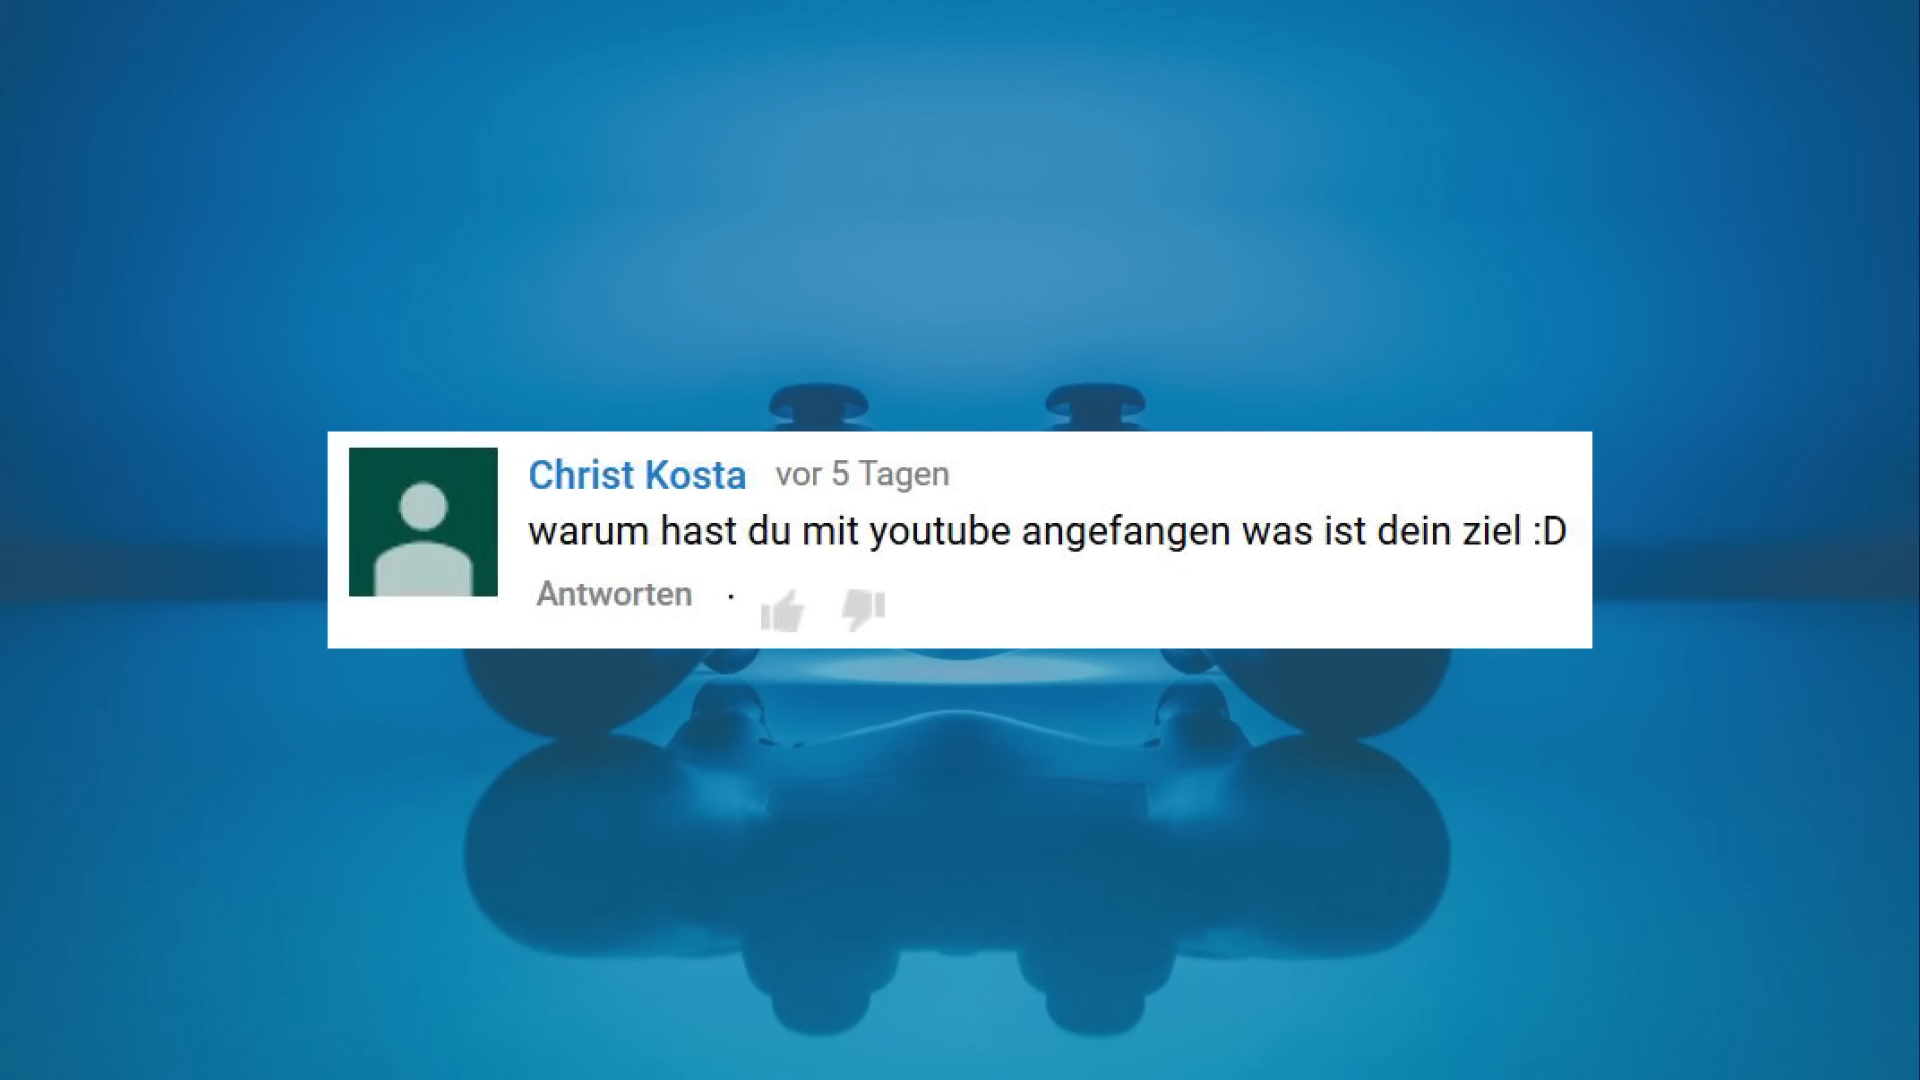 Christ Kosta vor 5 Tagen
warum hast du mit youtube angefangen was ist dein ziel :D
Antworten ·